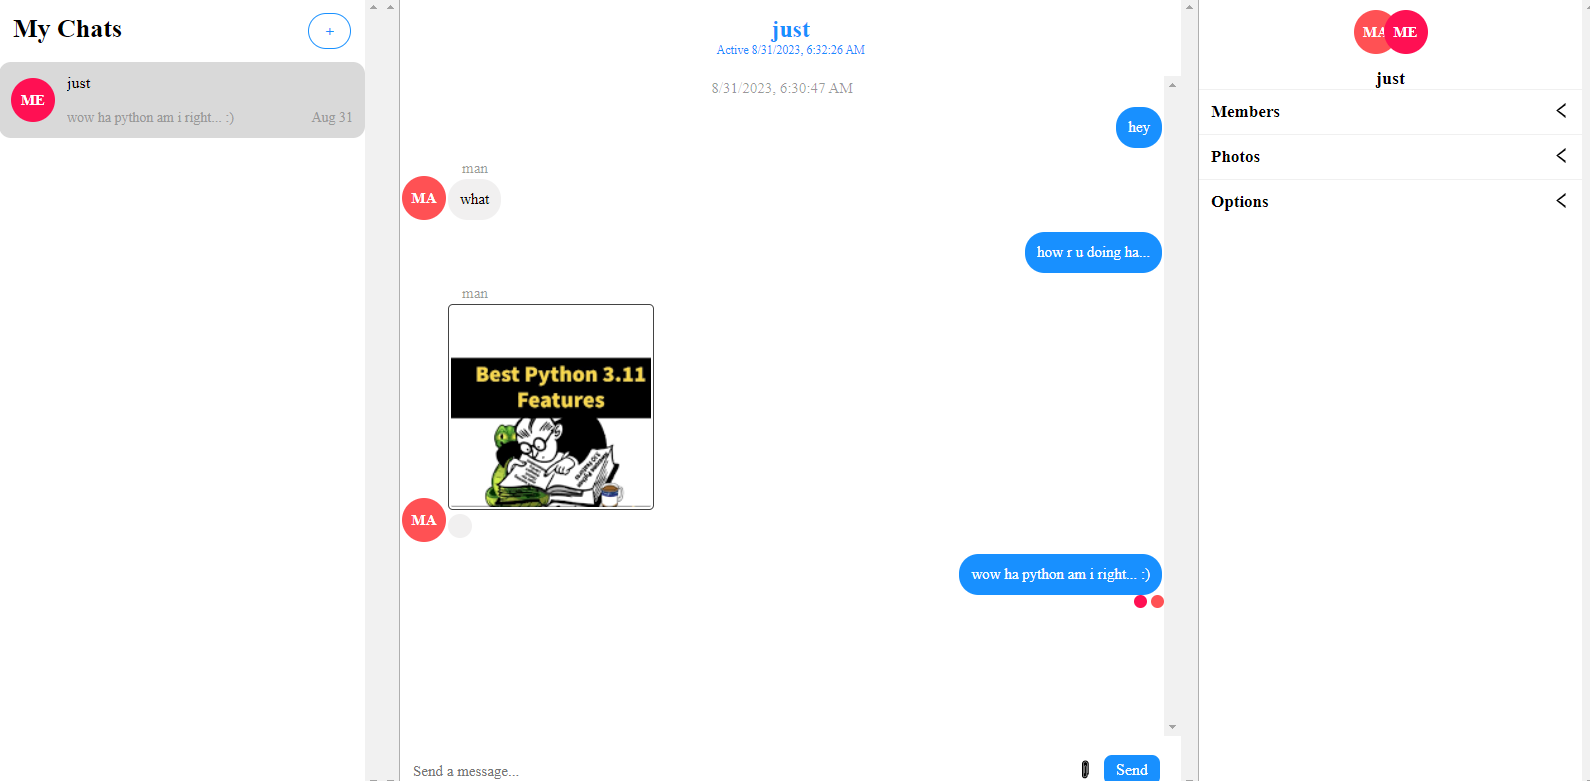 My Chats
+
ME
just
wow ha python am i right... :)
Aug 31
just
Active 8/31/2023, 6:32:26 AM
8/31/2023, 6:30:47 AM
hey
man
MA
what
how r u doing ha...
man
Best Python 3.11
Features
MA
wow ha python am i right... :)
Send a message...
Send
MA
ME
just
Members
Photos
Options